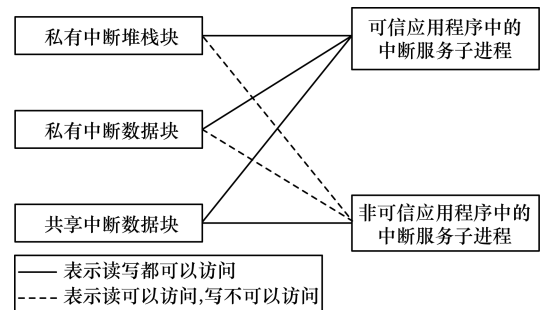 私有中断堆栈块
可信应用程序中的
中断服务子进程
私有中断数据块
共享中断数据块
非可信应用程序中的
中断服务子进程
表示读写都可以访问
表示读可以访问,写不可以访问